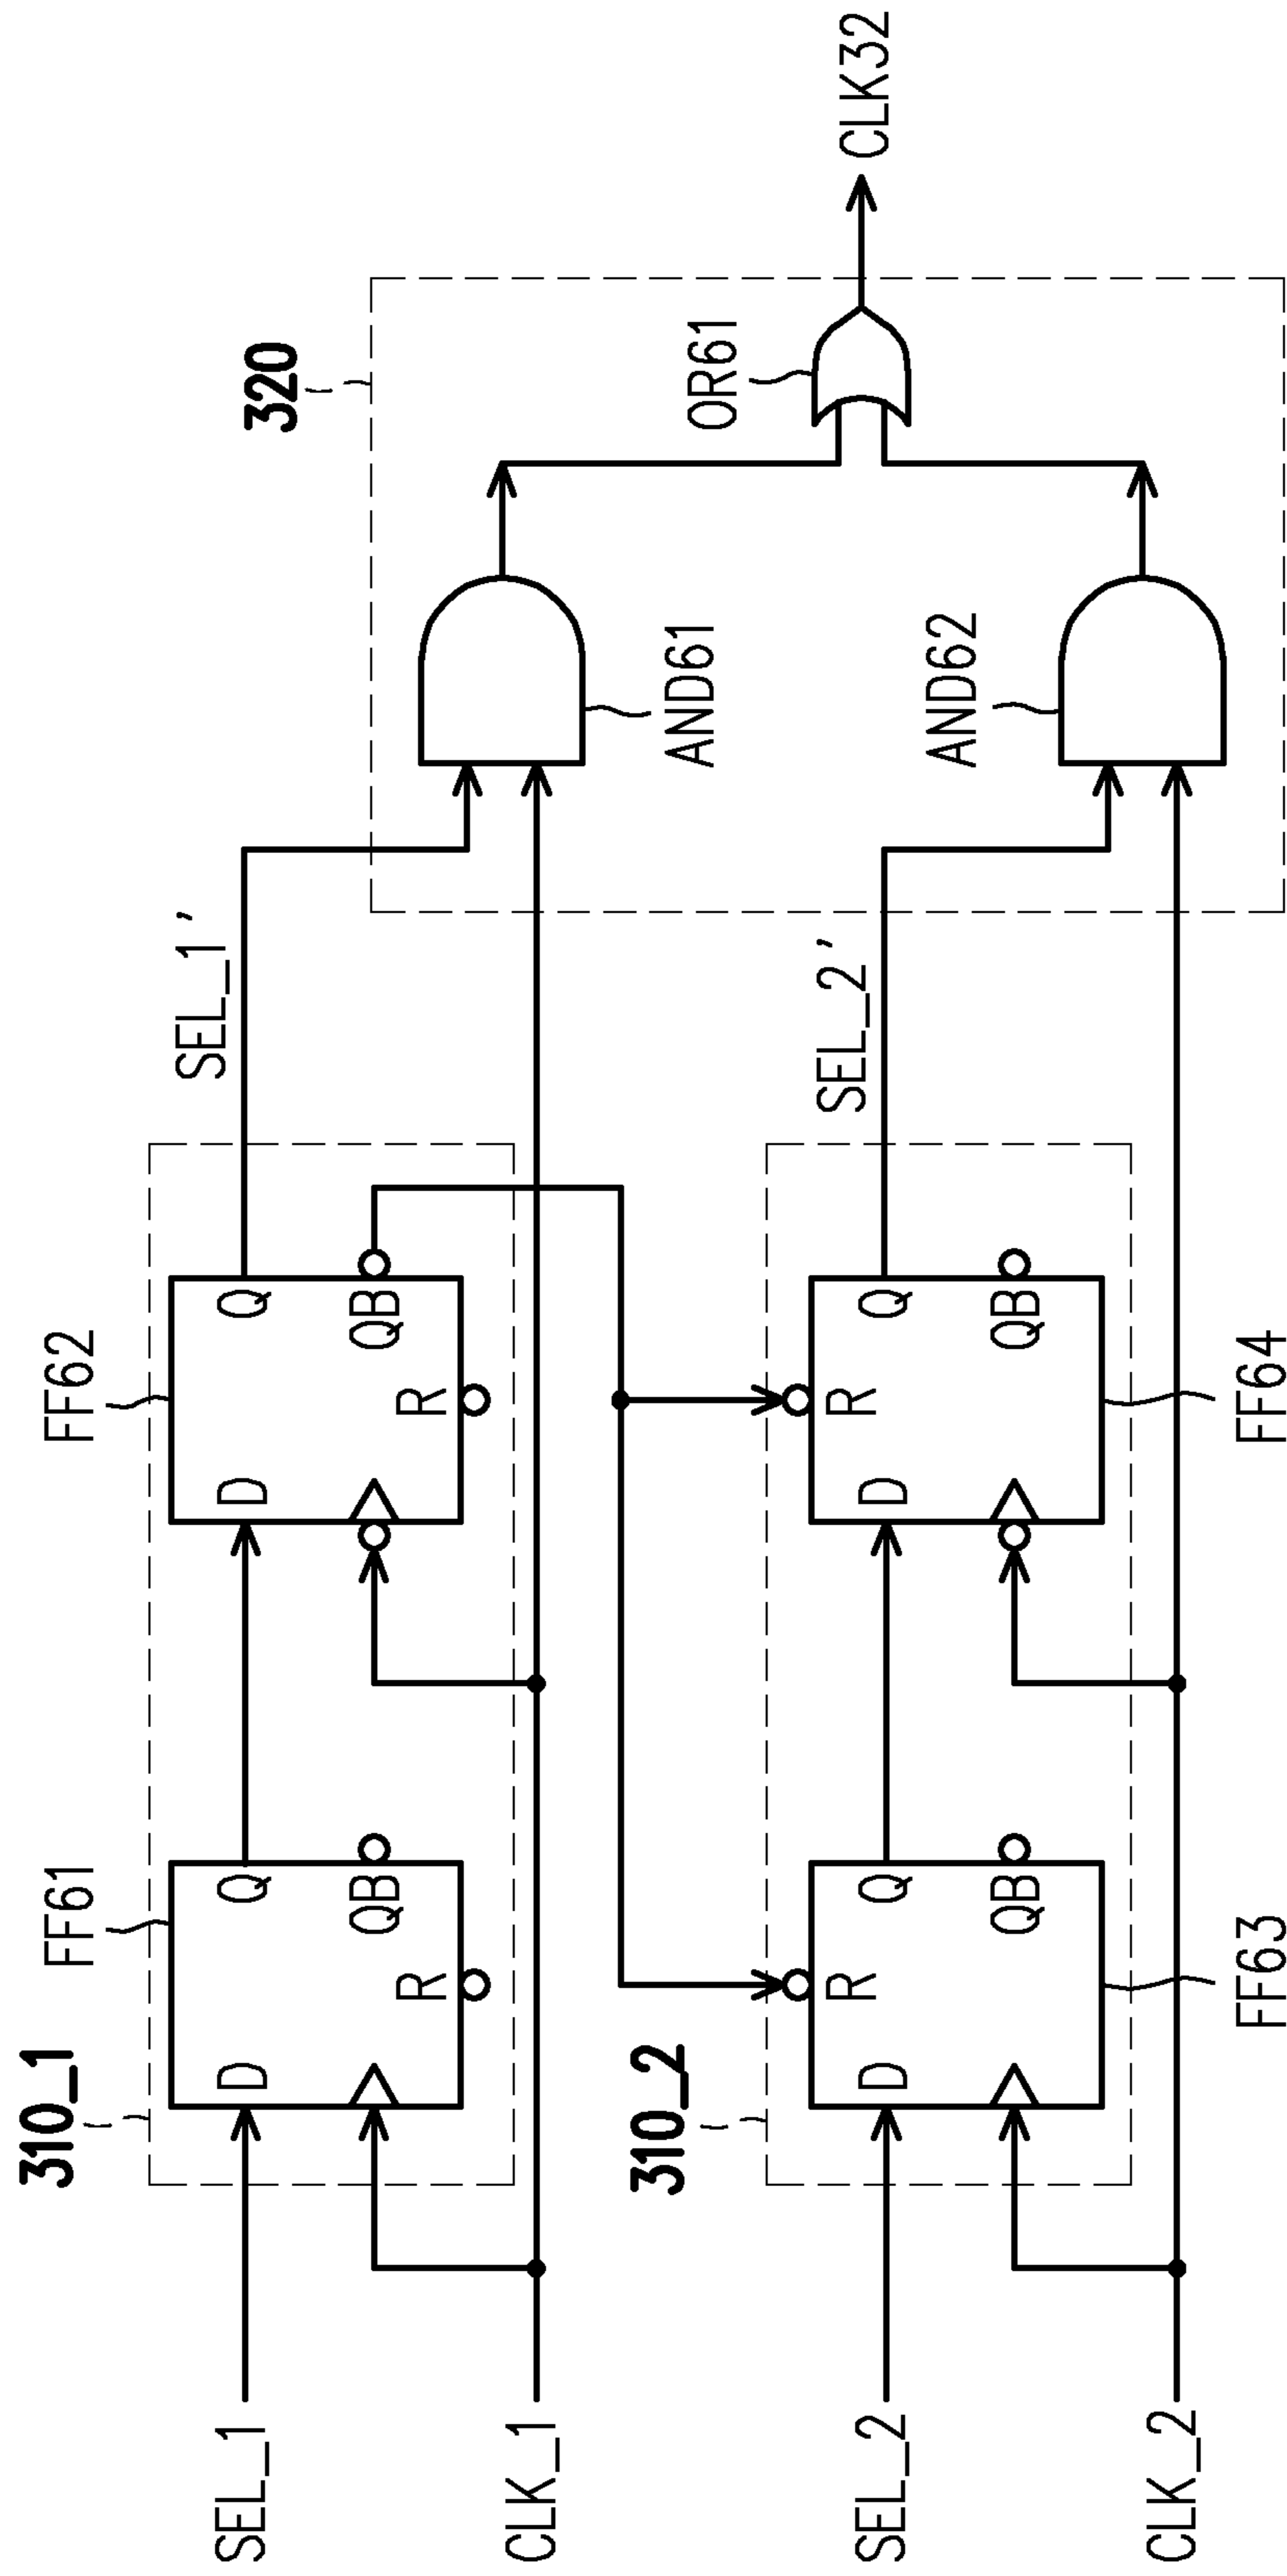 310_1
FF61
FF62
SEL_1
D
Q
QB
R
D
Q
QB
R
SEL_1'
320
CLK_1
AND61
OR61
CLK32
310_2
SEL_2
D
R
Q
QB
D
R
Q
QB
SEL_2'
AND62
CLK_2
FF63
FF64